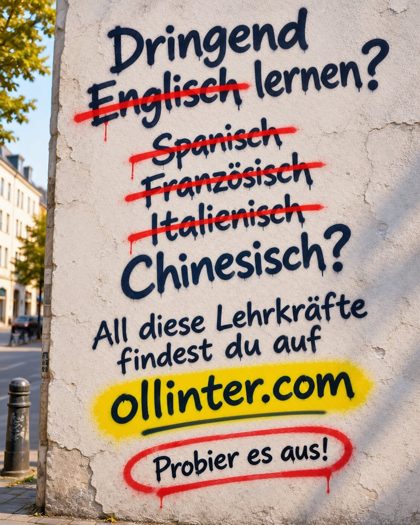 Dringend
Englisch lernen?
Spanisch
Französisch
Italienisch
Chinesisch?
All diese Lehrkräfte
findest du auf
ollinter.com
Probier es aus!